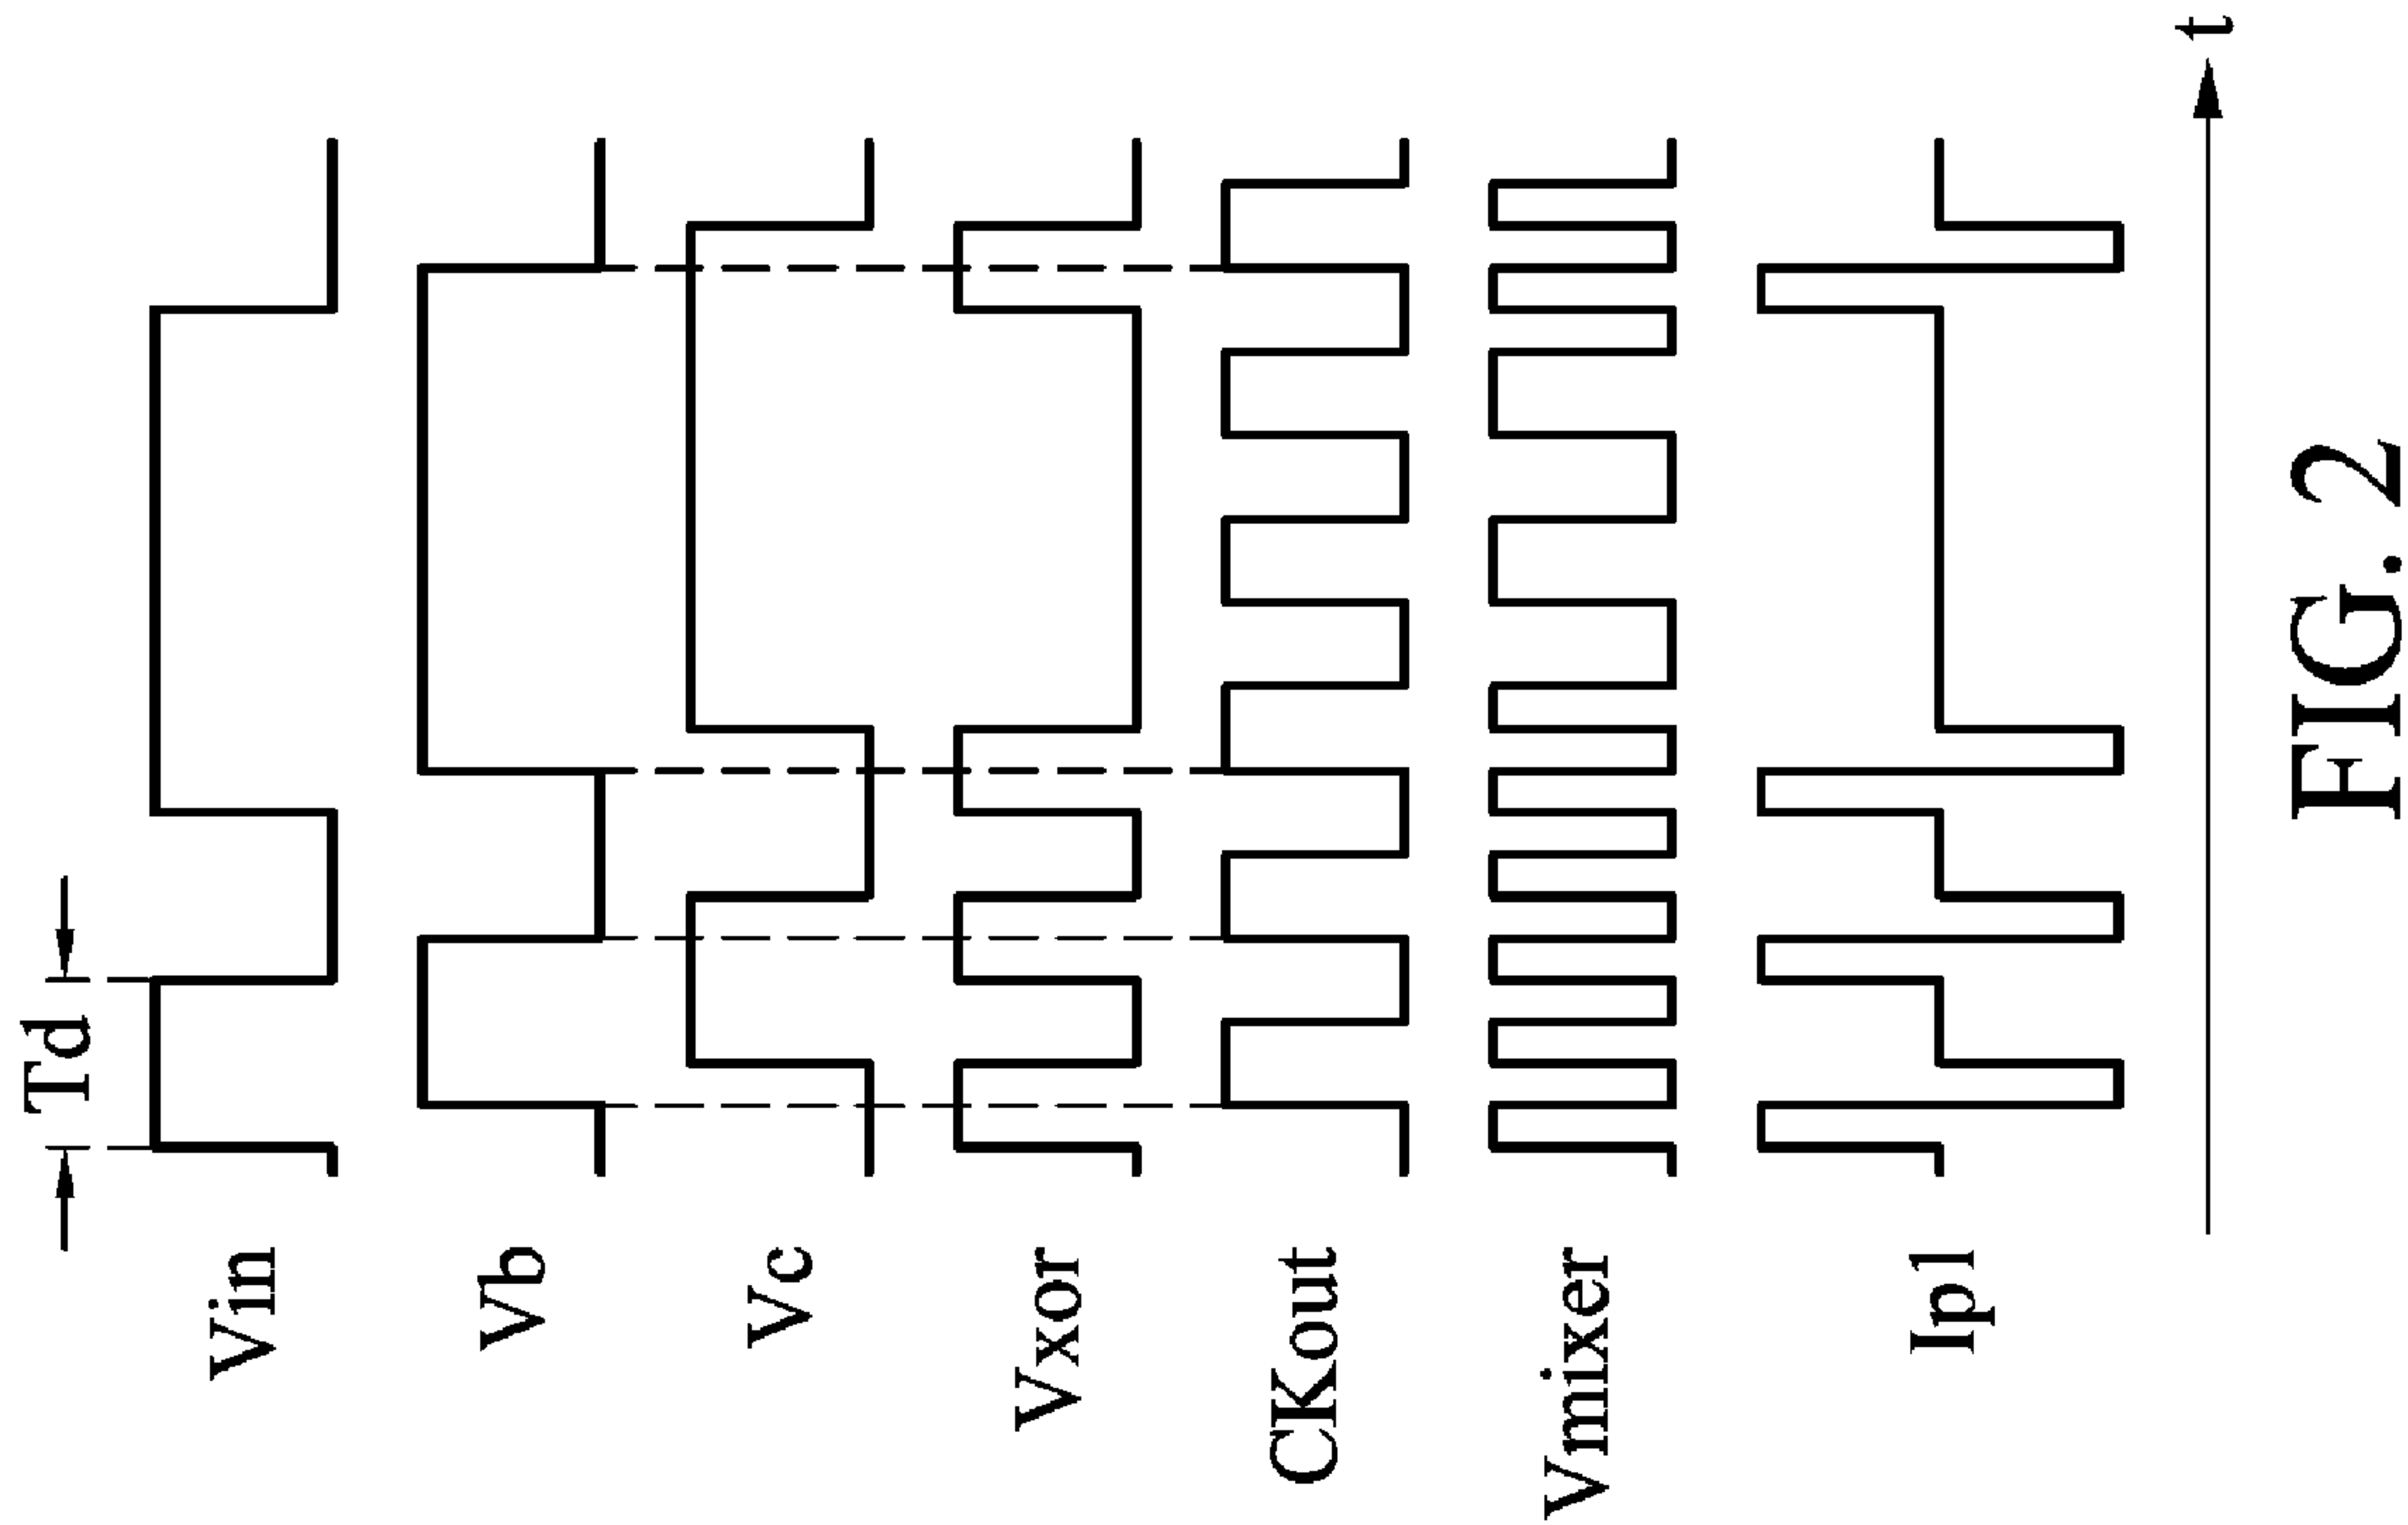 Td
Vin
Vb
Vc
Vxor
CKout
Vmixer
Ip1
t
FIG. 2